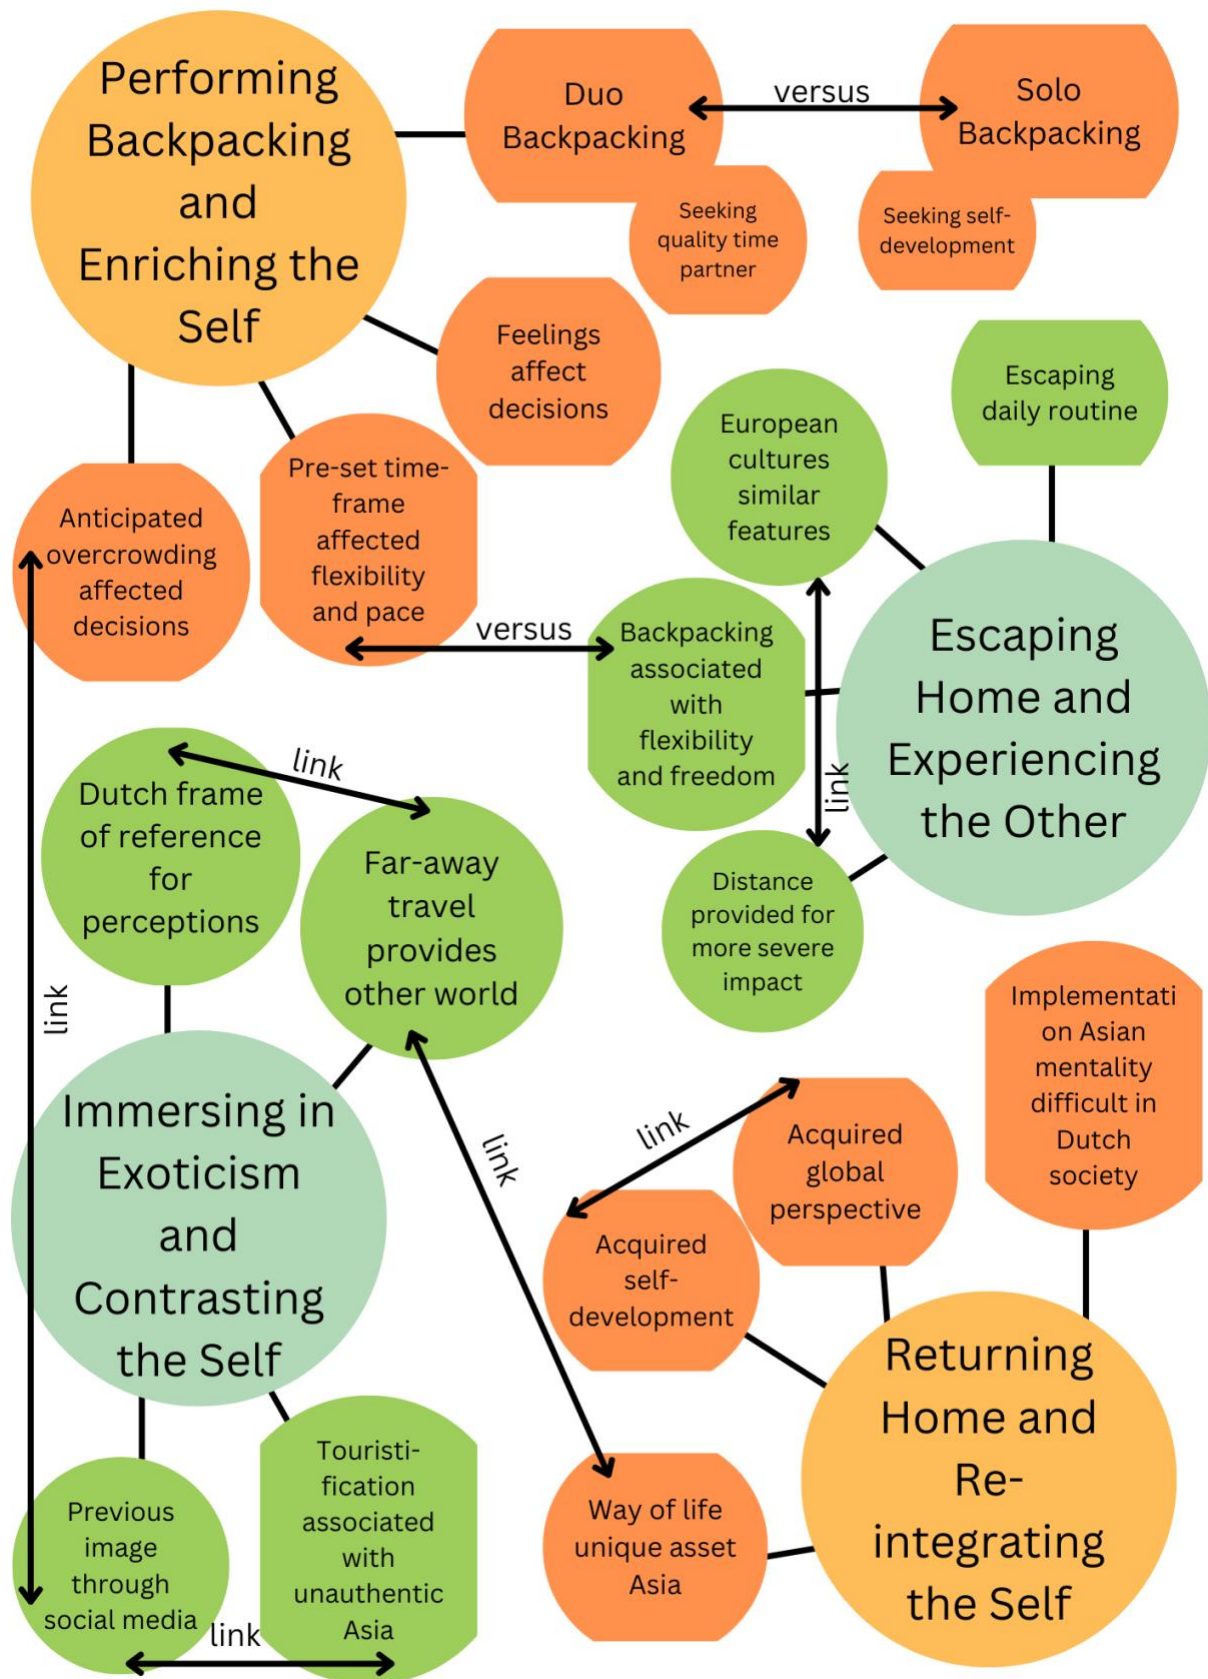 Performing
Backpacking
and
Enriching the
Self
Duo
Backpacking
versus
Solo
Backpacking
Seeking
quality time
partner
Seeking self-
development
Feelings
affect
decisions
Pre-set time-
frame
affected
flexibility
and pace
Anticipated
overcrowding
affected
decisions
Escaping
daily routine
European
cultures
similar
features
versus
Backpacking
associated
with
flexibility
and freedom
Escaping
Home and
Experiencing
the Other
link
Distance
provided for
more severe
impact
link
Dutch frame
of reference
for
perceptions
Far-away
travel
provides
other world
link
Immersing in
Exoticism
and
Contrasting
the Self
link
link
Acquired
global
perspective
Implementati
on Asian
mentality
difficult in
Dutch
society
Acquired
self-
development
Returning
Home and
Re-
integrating
the Self
Way of life
unique asset
Asia
Previous
image
through
social media
link
Touristi-
fication
associated
with
unauthentic
Asia